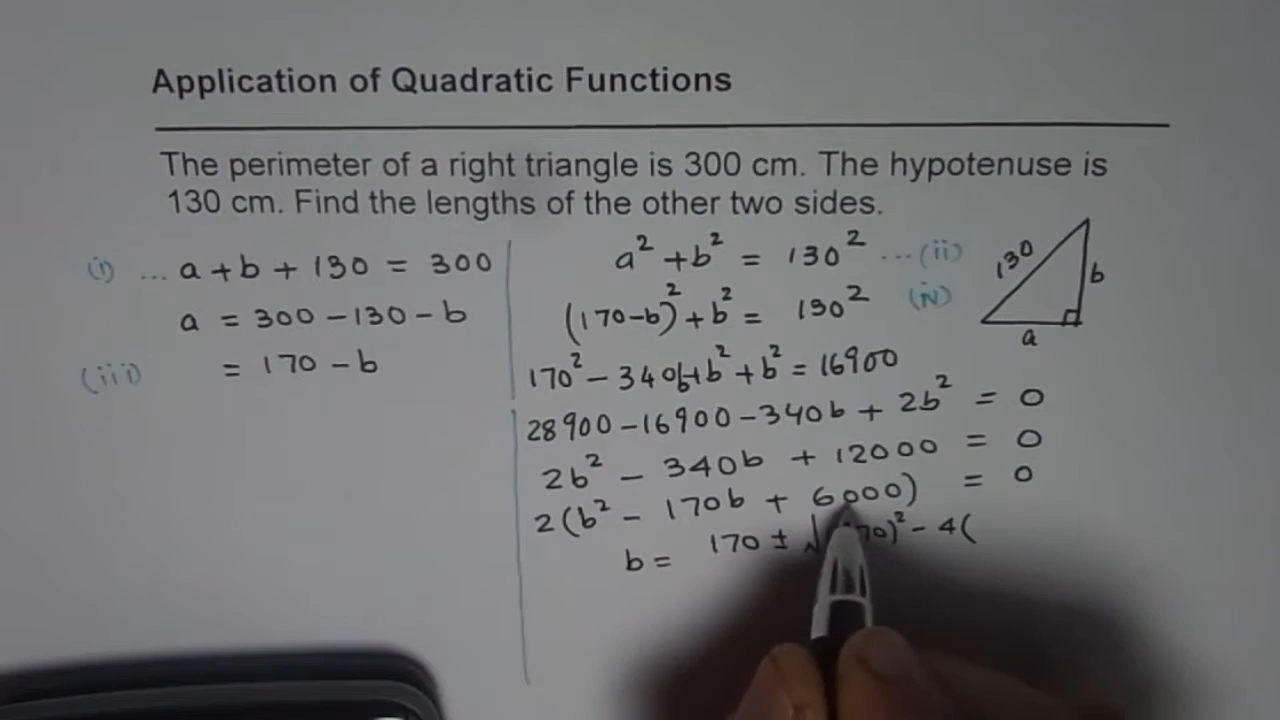 Application of Quadratic Functions
The perimeter of a right triangle is 300 cm. The hypotenuse is
130 cm. Find the lengths of the other two sides.
(i) ... a + b + 130 = 300
a = 300 - 130 - b
(iii) = 170 - b
a² + b² = 130² ... (ii)
(170-b)² + b² = 130² (iv)
170² - 340b + b² + b² = 16900
28900 - 16900 - 340b + 2b² = 0
2b² - 340b + 12000 = 0
2(b² - 170b + 6000) = 0
b = 170 ± √( 70)² - 4(
130
b
a